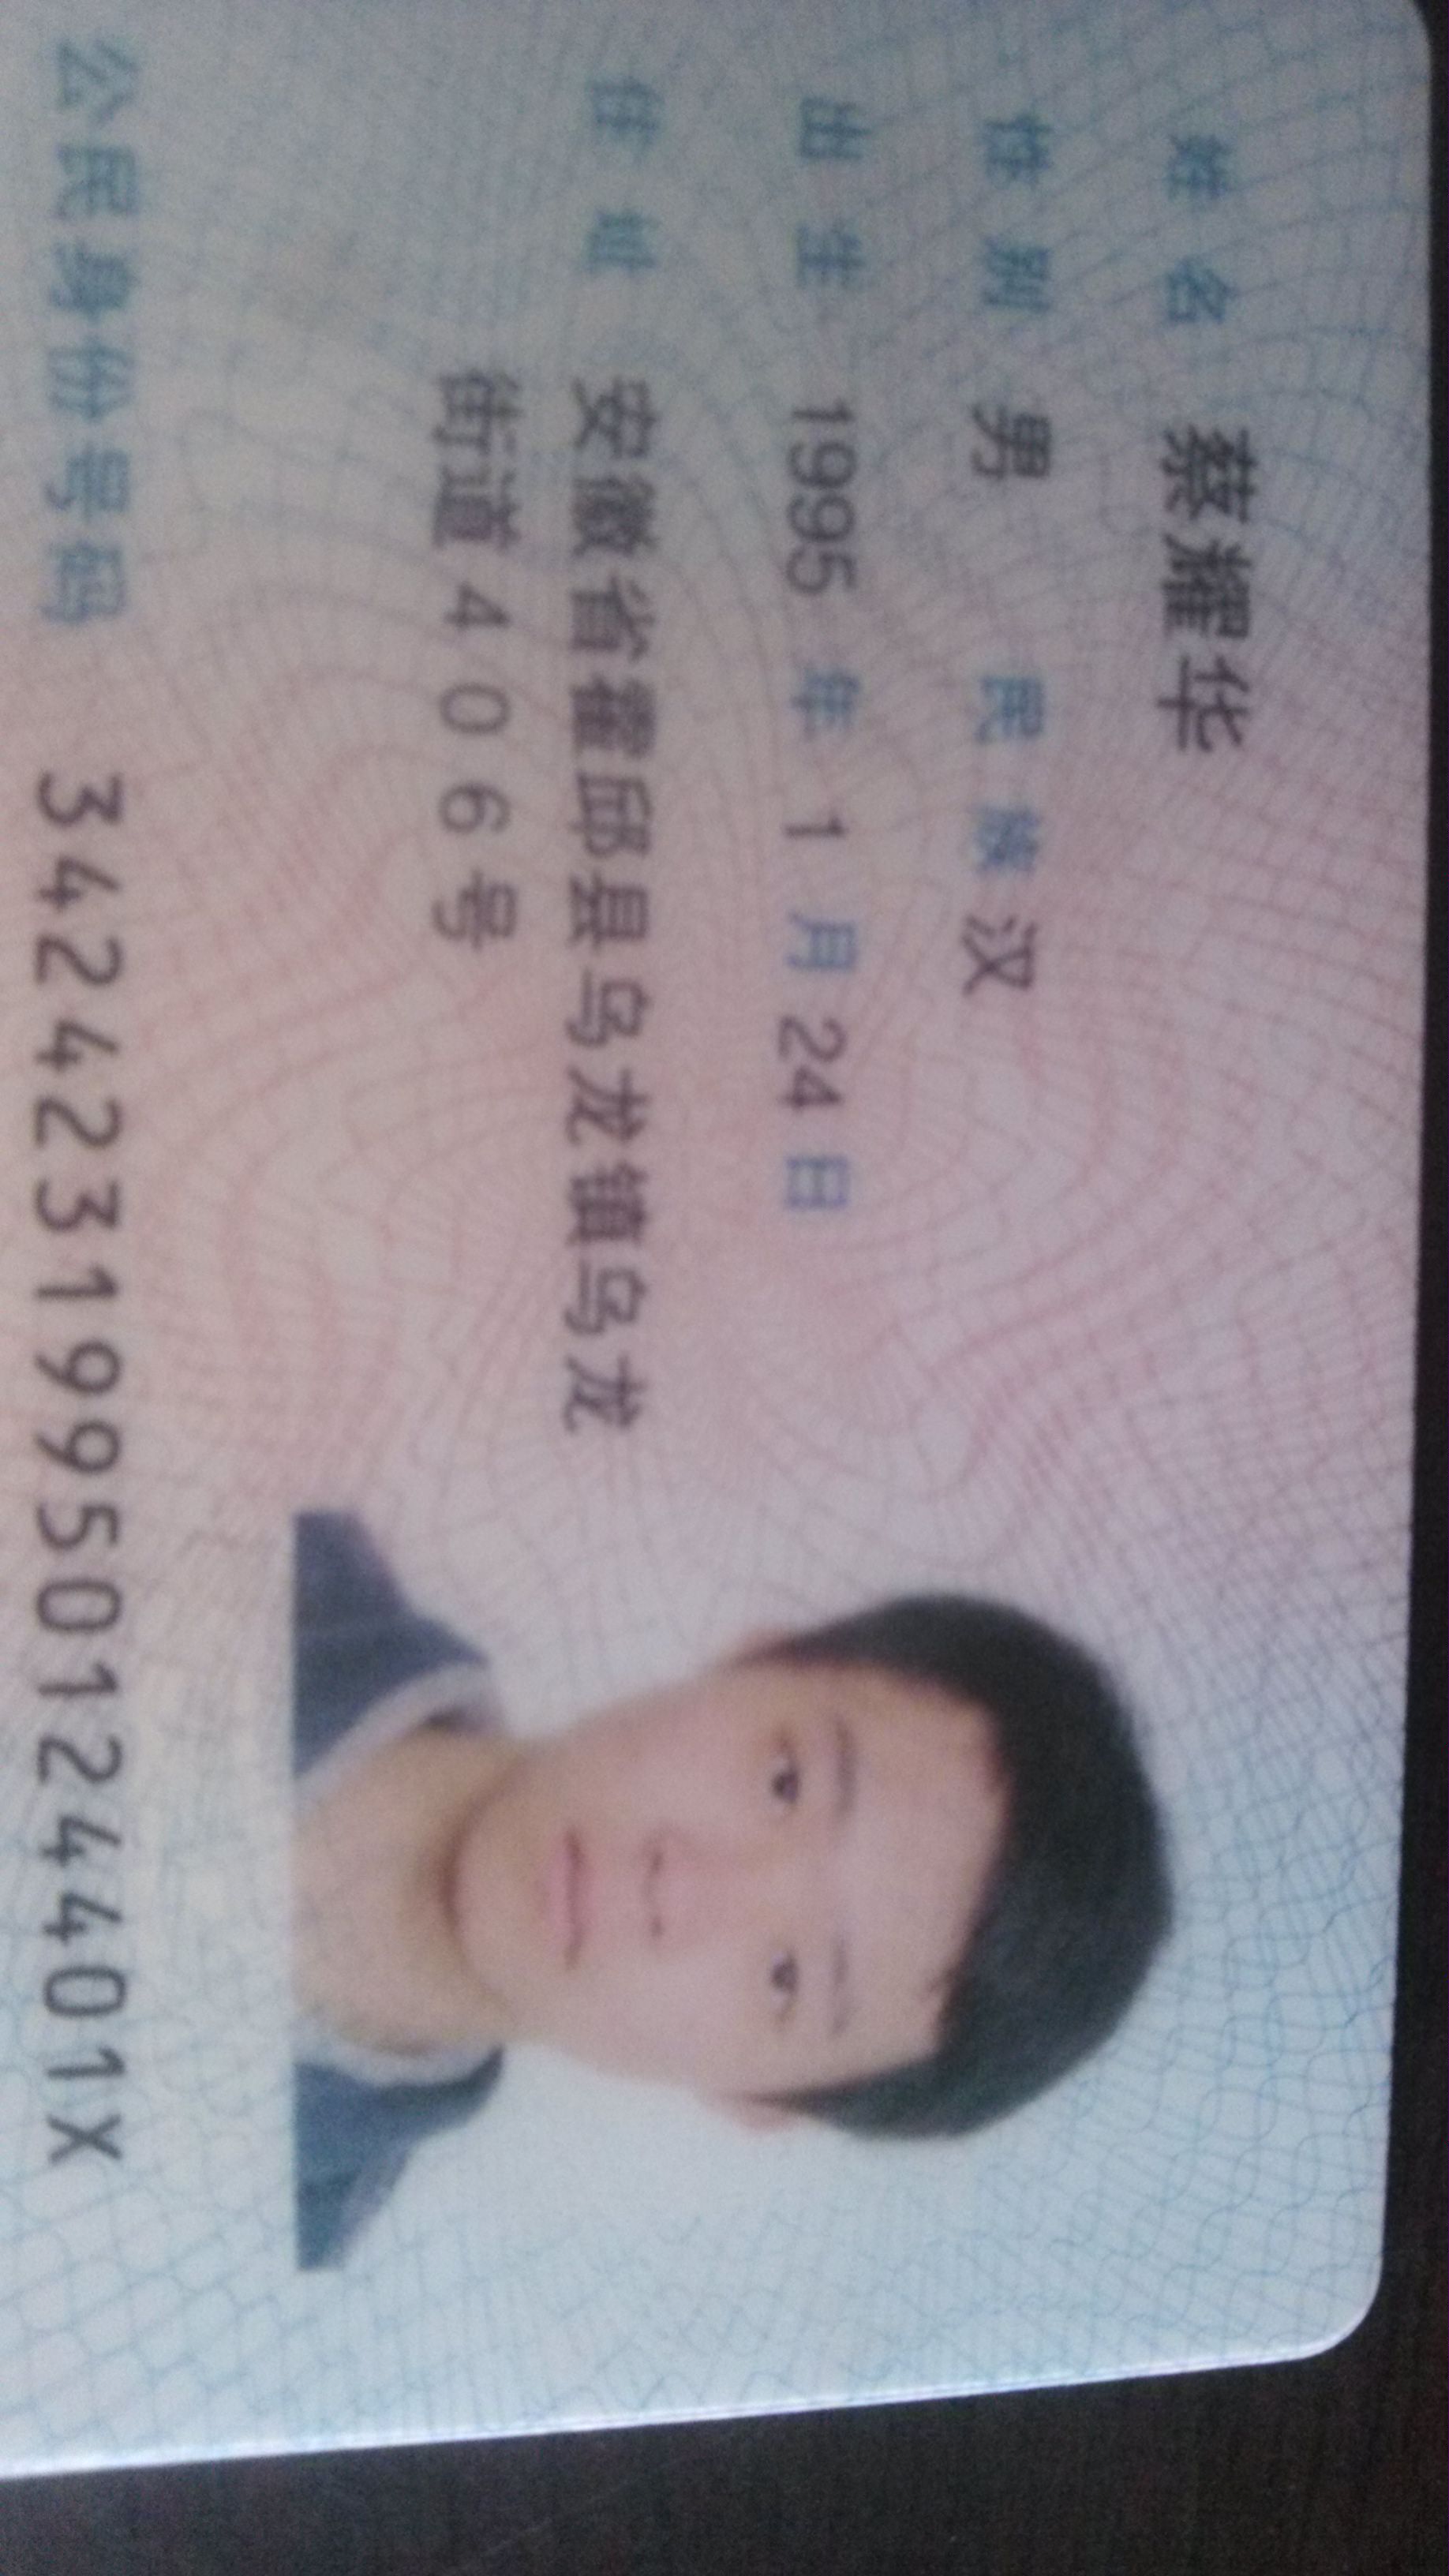 姓名 蔡耀华
性别 男 民族 汉
出生 1995 年 1 月 24 日
住址 安徽省霍邱县乌龙镇乌龙
街道406号
公民身份号码 34242319950124401X